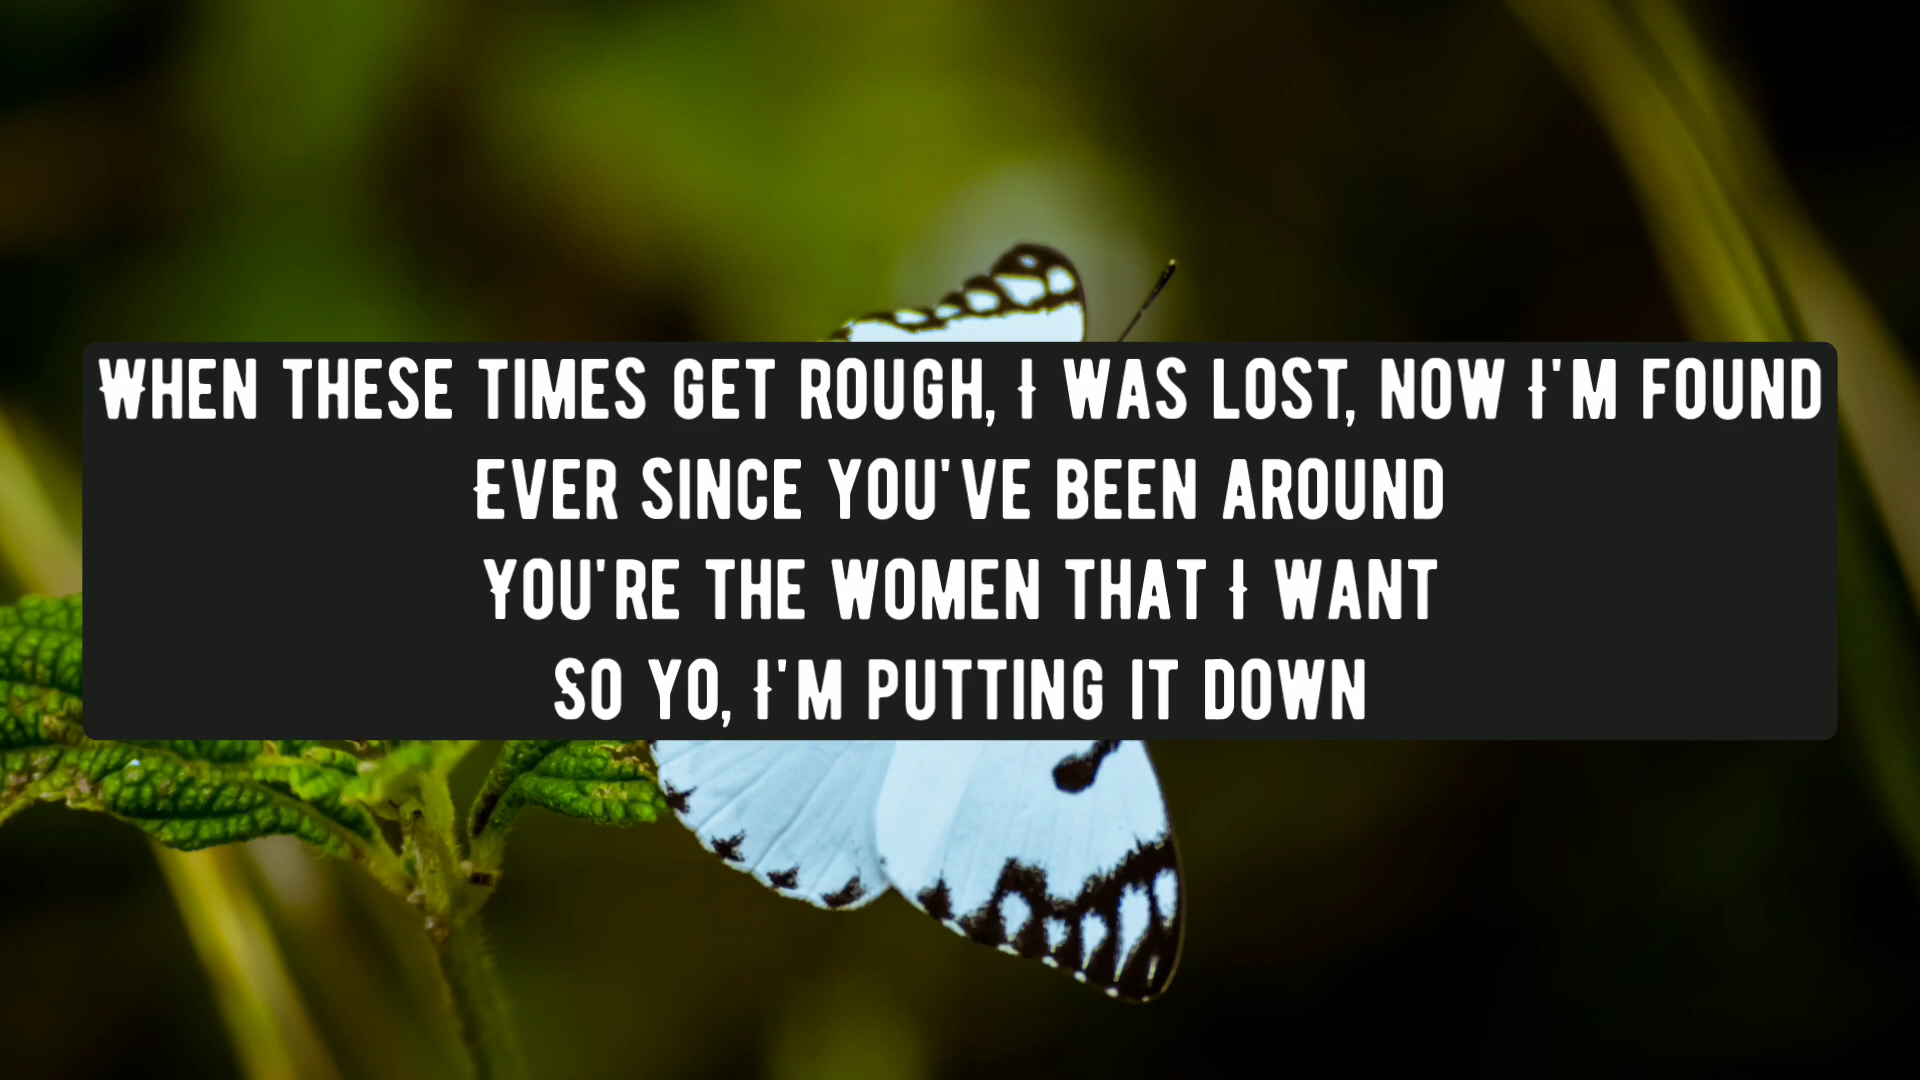 When these times get rough, I was lost, now I'm found
Ever since you've been around
You're the women that I want
So yo, I'm putting it down